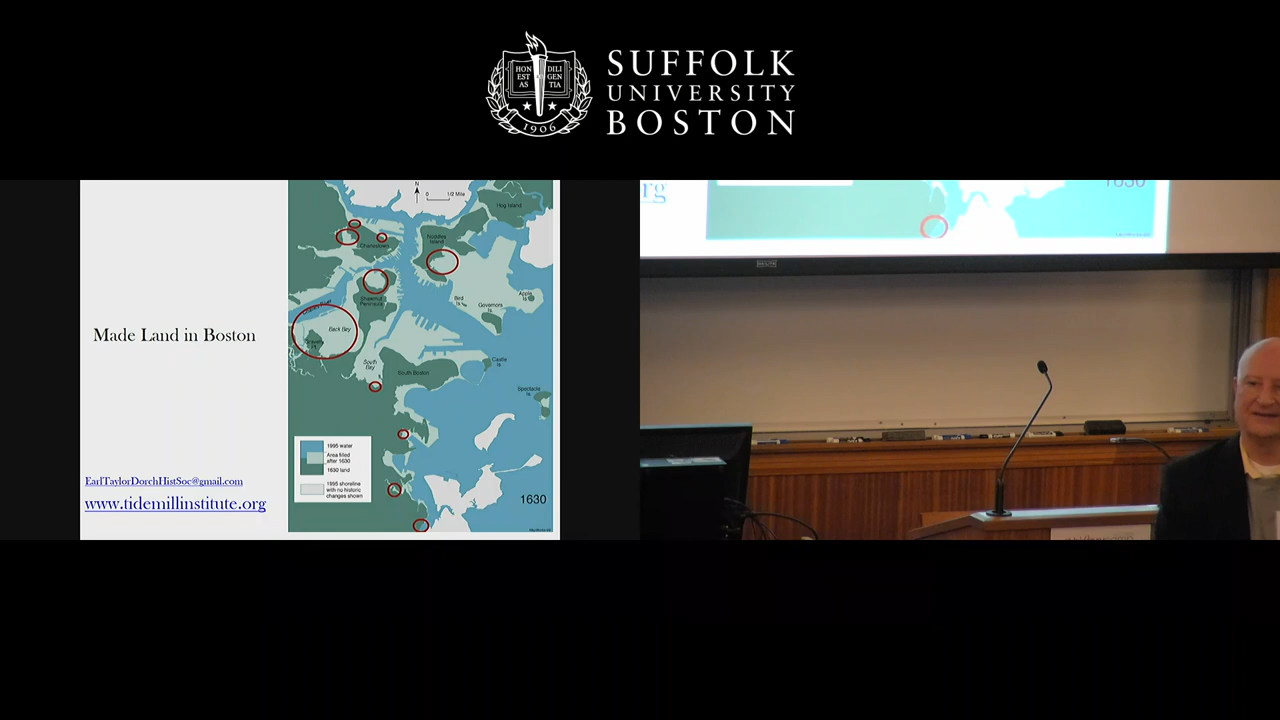 SUFFOLK
UNIVERSITY
BOSTON
HON
EST
AS
DILI
GEN
TIA
1906
Made Land in Boston
EarlTaylorDorchHistSoc@gmail.com
www.tidemillinstitute.org
N
0 1/2 Mile
Hog Island
Noddles
Island
Charlestown
Shawmut
Peninsula
Bird
Is.
Governors
Is.
Apple
Is.
Charles River
Back Bay
South
Bay
South Boston
Castle
Is.
Spectacle
Is.
1995 water
Area filled
after 1630
1630 land
1995 shoreline
with no historic
changes shown
1630
rg
1630